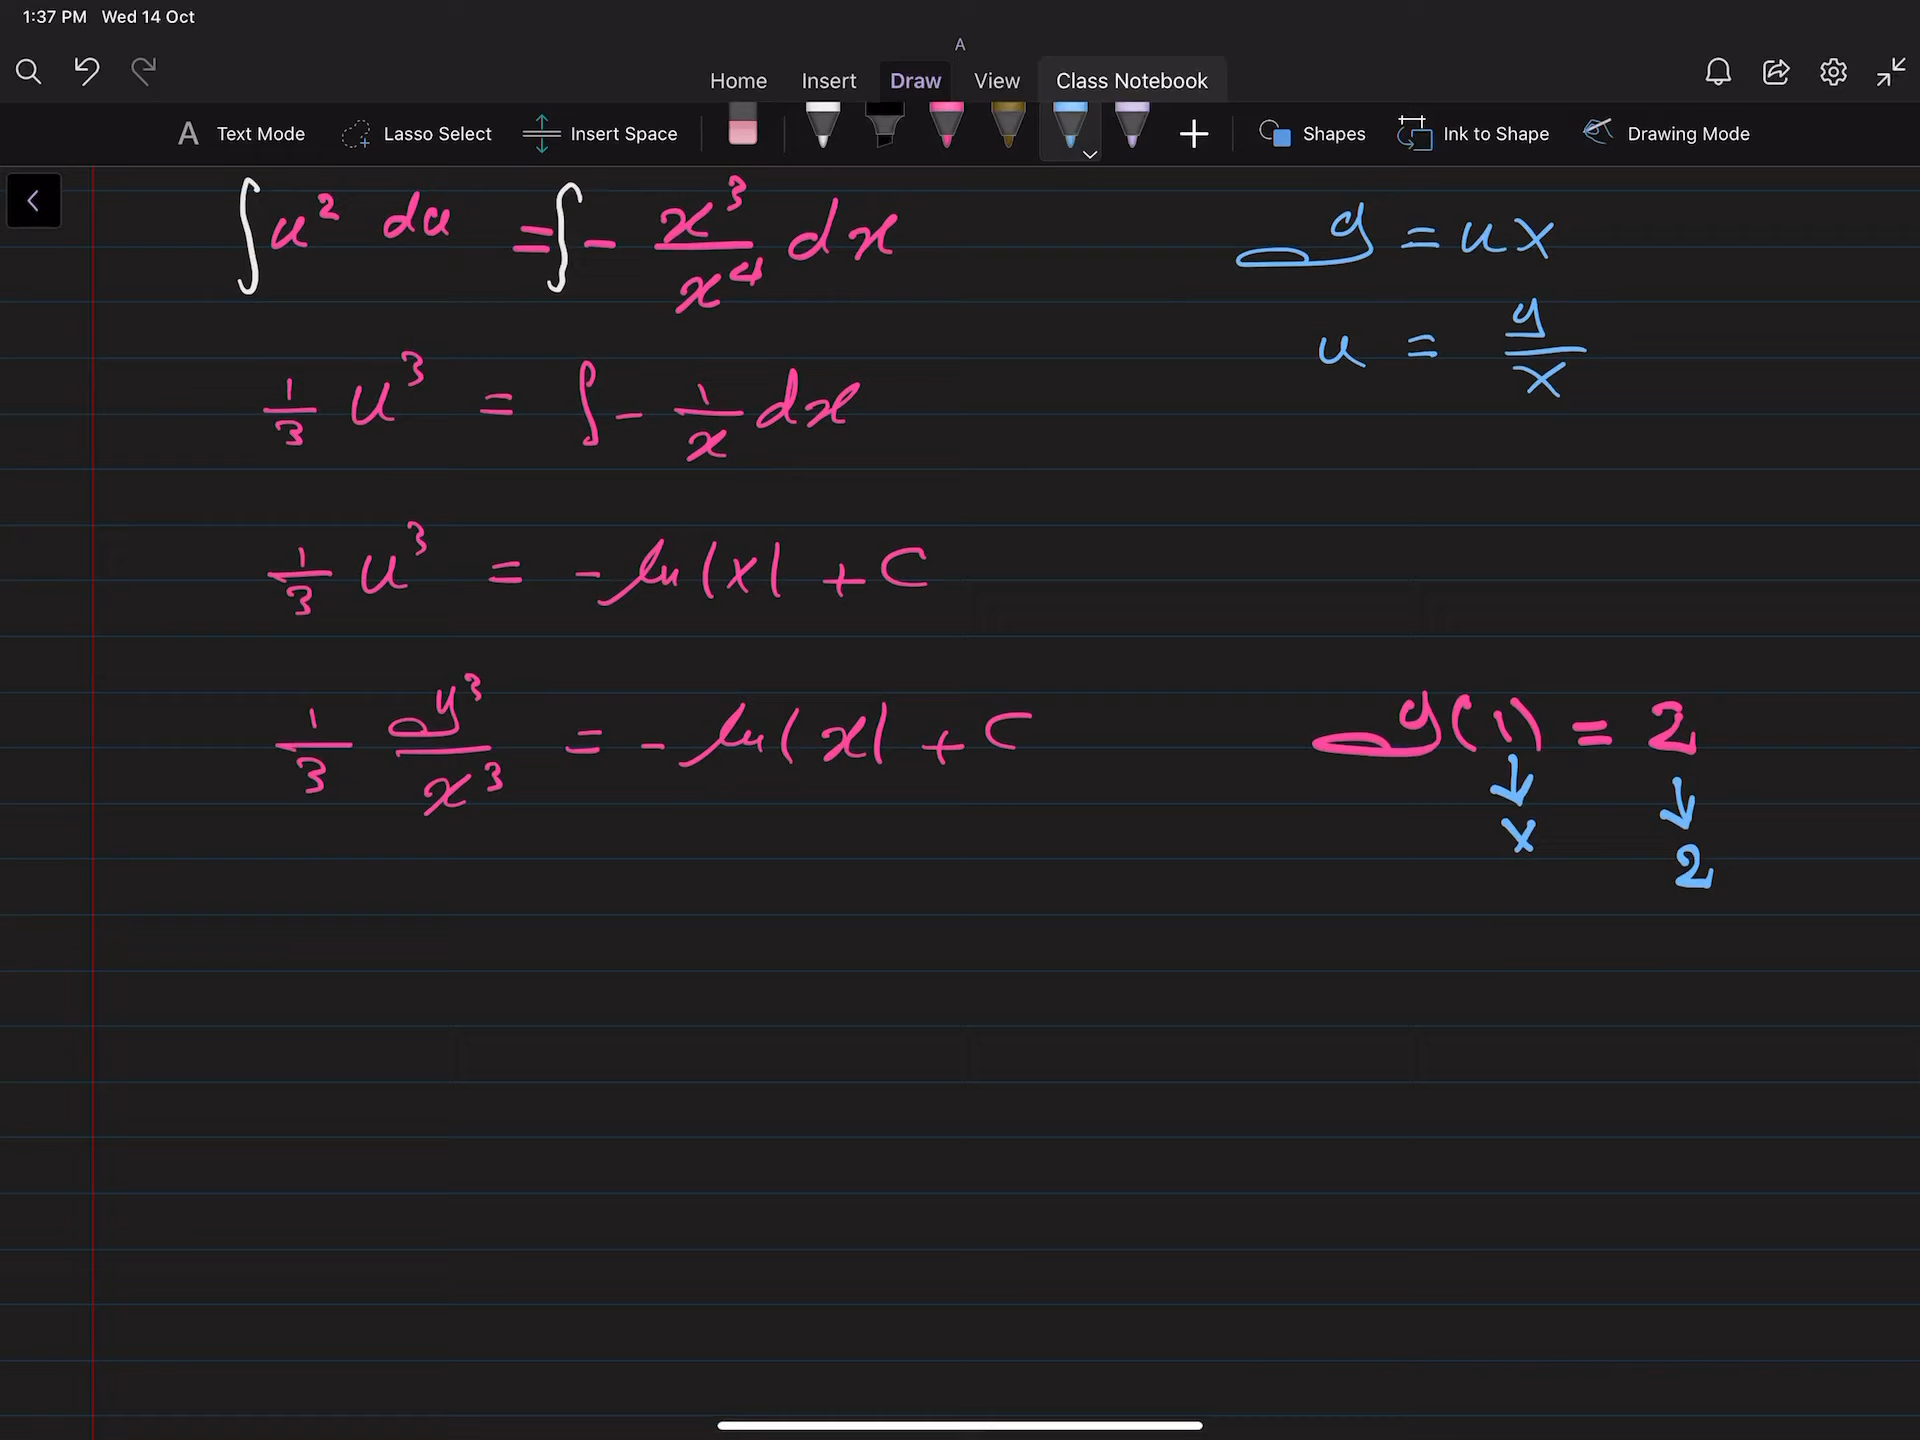 1:37 PM Wed 14 Oct
A
Home Insert Draw View Class Notebook
A Text Mode Lasso Select Insert Space Shapes Ink to Shape Drawing Mode
∫ u² du = ∫ - x³/x⁴ dx
y = ux
u = y/x
1/3 u³ = ∫ - 1/x dx
1/3 u³ = - ln|x| + C
1/3 y³/x³ = - ln|x| + C
y(1) = 2
↓ ↓
x 2